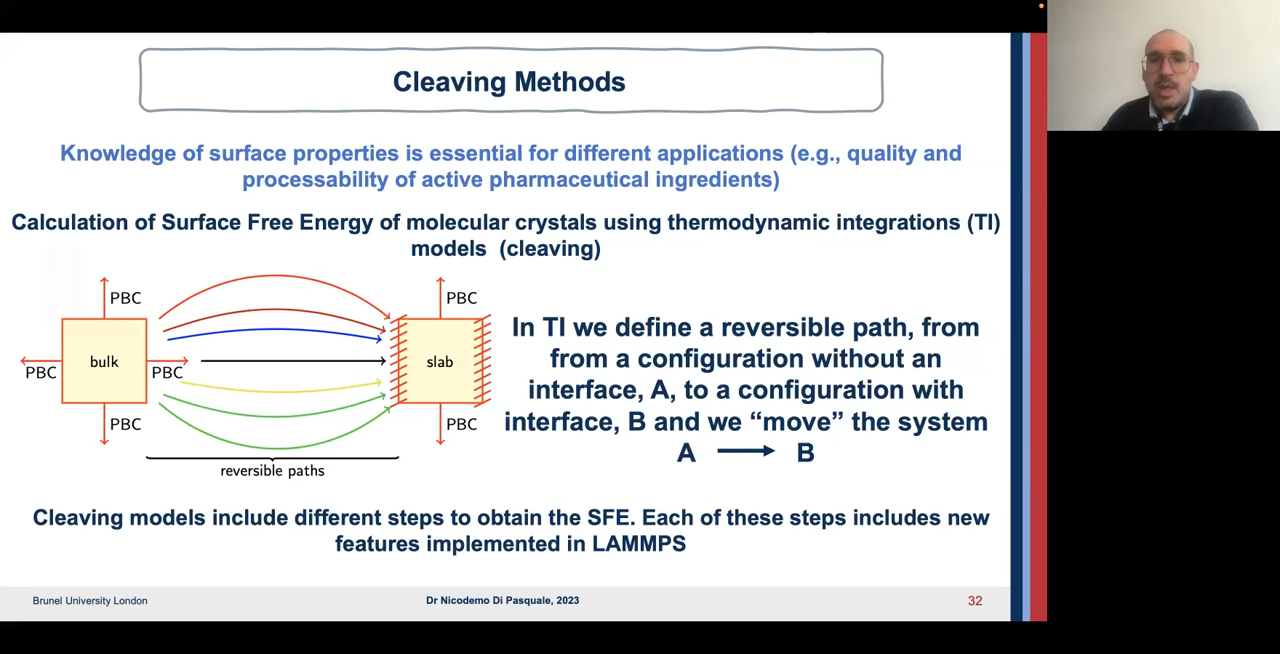 Cleaving Methods
Knowledge of surface properties is essential for different applications (e.g., quality and
processability of active pharmaceutical ingredients)
Calculation of Surface Free Energy of molecular crystals using thermodynamic integrations (TI)
models (cleaving)
PBC
PBC
bulk
slab
PBC
PBC
PBC
PBC
reversible paths
In TI we define a reversible path, from
from a configuration without an
interface, A, to a configuration with
interface, B and we “move” the system
A B
Cleaving models include different steps to obtain the SFE. Each of these steps includes new
features implemented in LAMMPS
Brunel University London
Dr Nicodemo Di Pasquale, 2023
32